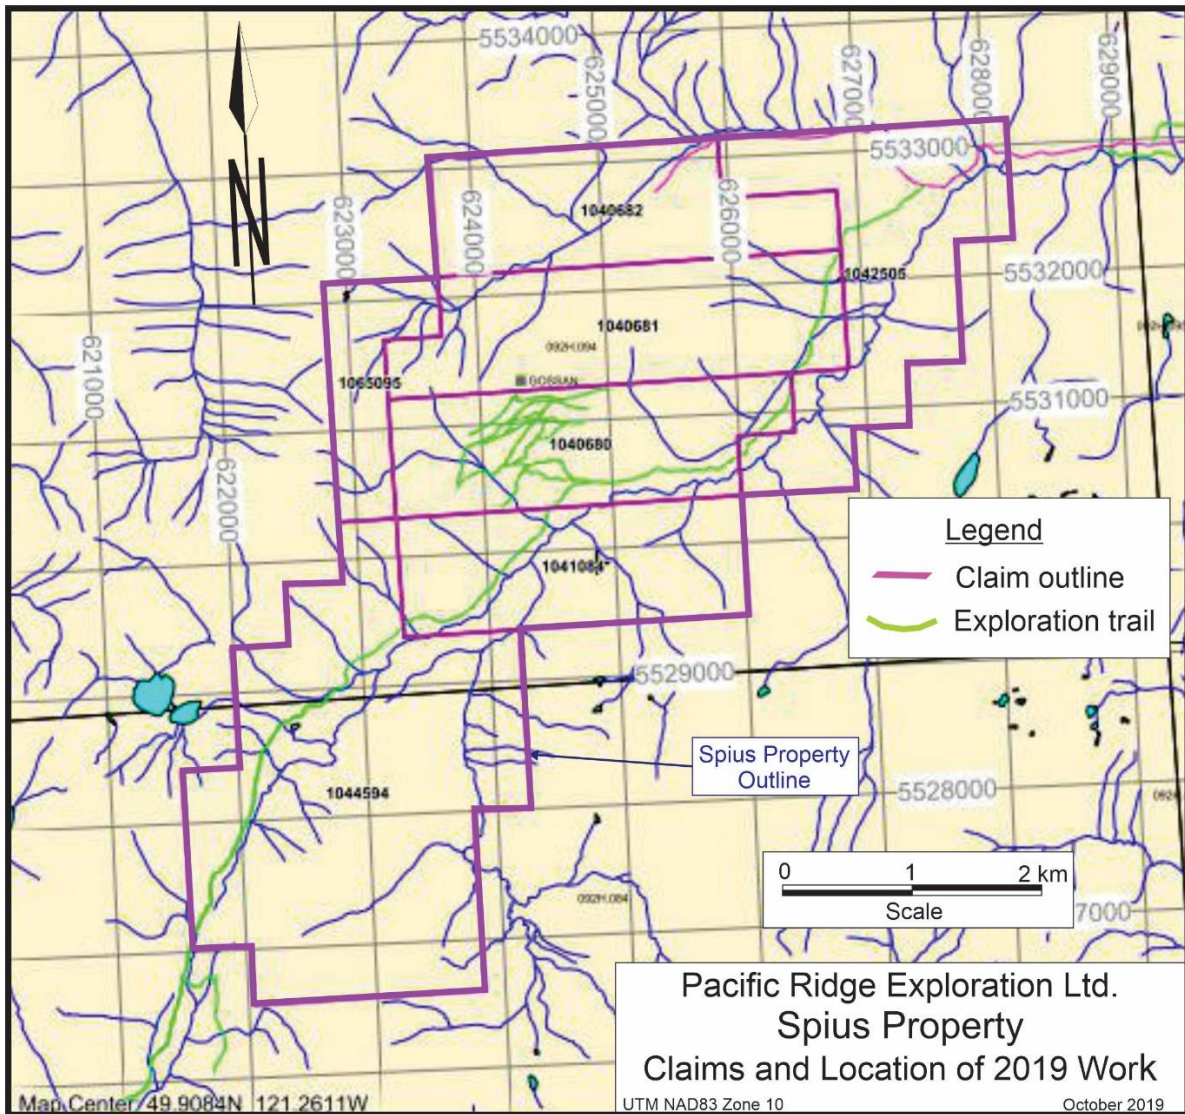 5534000
625000
627000
628000
629000
5533000
623000
624000
1040682
626000
1042505
5532000
1040681
092H.094
621000
1065095
GOSSAN
5531000
1040680
622000
Legend
Claim outline
Exploration trail
1041084
5529000
Spius Property
Outline
1044594
5528000
0 1 2 km
Scale
092H.084
7000
Pacific Ridge Exploration Ltd.
Spius Property
Claims and Location of 2019 Work
N
Map Center 49.9084N 121.2611W
UTM NAD83 Zone 10
October 2019